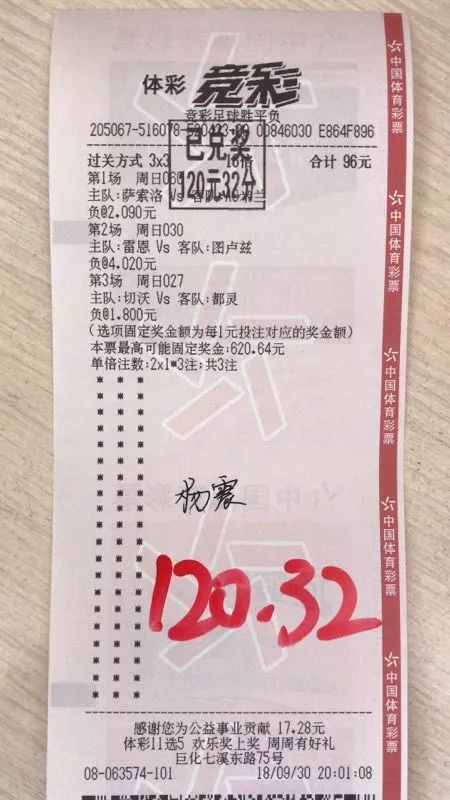 体彩 竞彩
竞彩足球胜平负
205067-516078- 00846030 E864F896
已兑奖
120元32分
过关方式 3x3 16倍 合计 96元
第1场 周日060
主队:萨索洛 Vs 客队:AC米兰
负@2.090元
第2场 周日030
主队:雷恩 Vs 客队:图卢兹
负@4.020元
第3场 周日027
主队:切沃 Vs 客队:都灵
负@1.800元
(选项固定奖金额为每1元投注对应的奖金额)
本票最高可能固定奖金:620.64元
单倍注数:2x1*3注:共3注
杨震
120.32
感谢您为公益事业贡献 17.28元
体彩11选5 欢乐奖上奖 周周有好礼
巨化七溪东路75号
08-063574-101 18/09/30 20:01:08
中国体育彩票
中国体育彩票
中国体育彩票
中国体育彩票
中国体育彩票